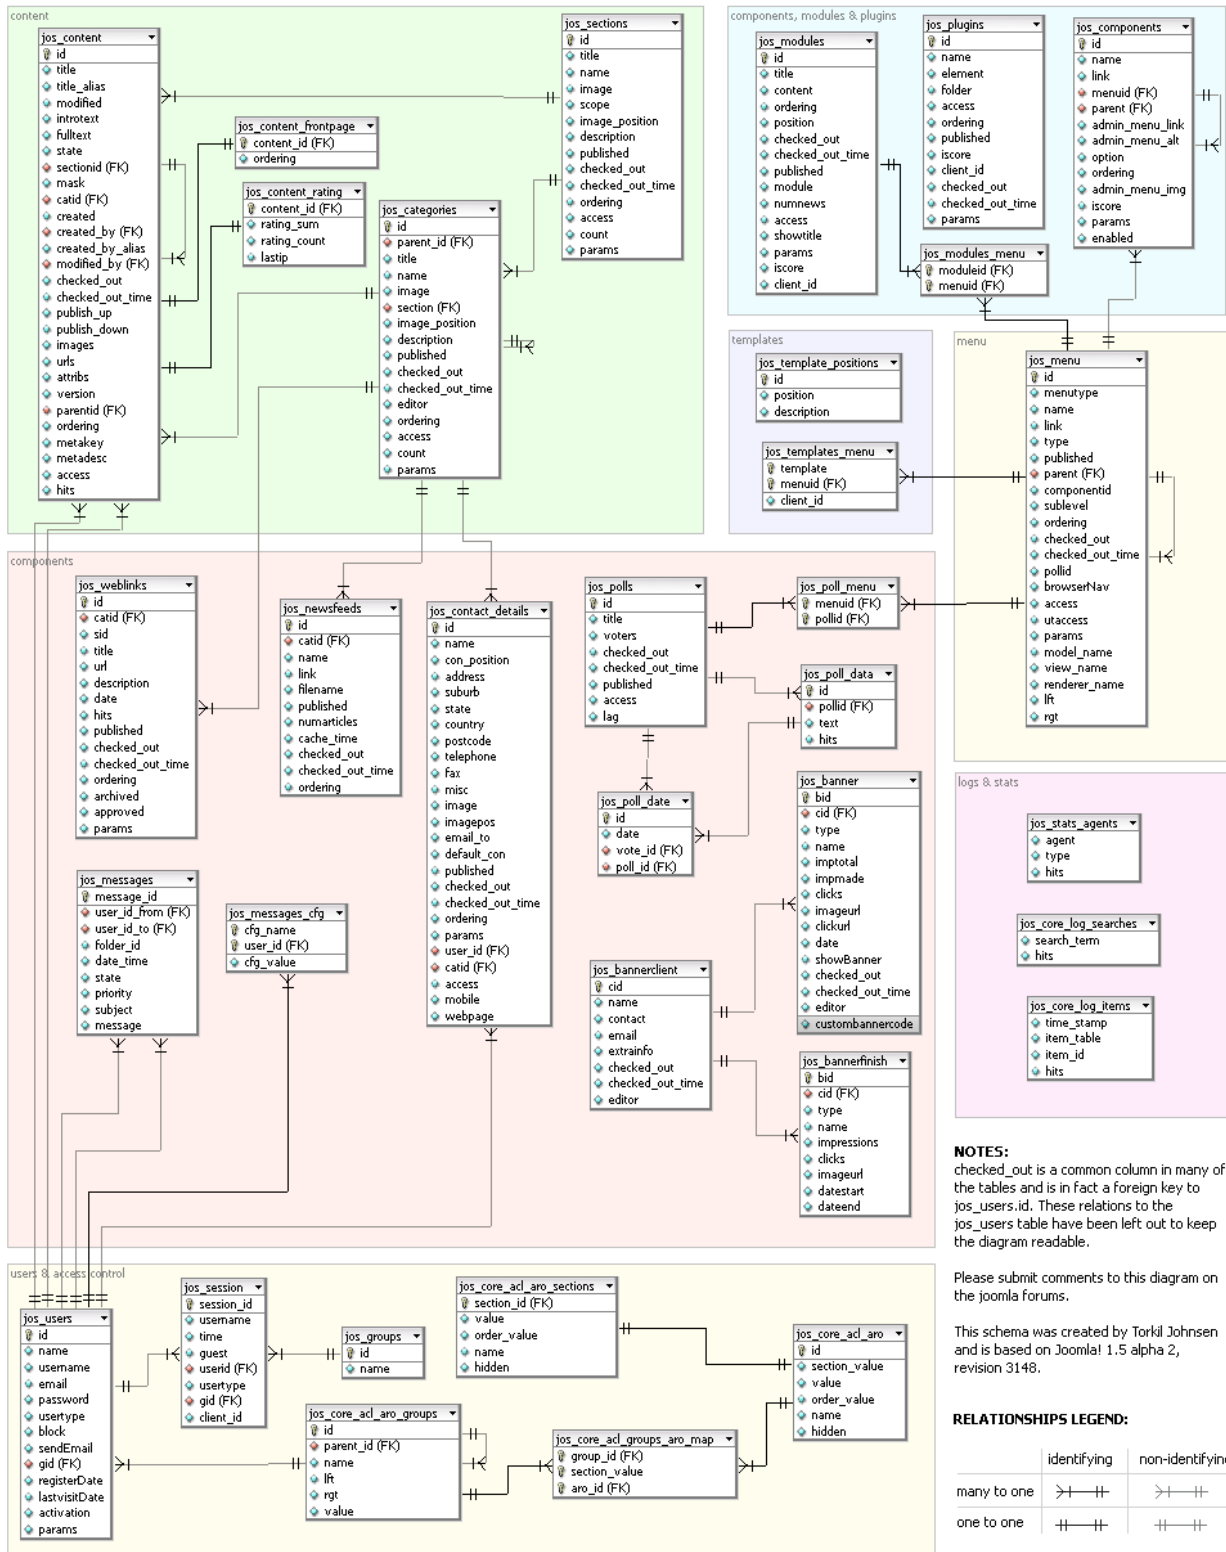 content
jos_content
id
title
title_alias
modified
introtext
fulltext
state
sectionid (FK)
mask
catid (FK)
created
created_by (FK)
created_by_alias
modified_by (FK)
checked_out
checked_out_time
publish_up
publish_down
images
urls
attribs
version
parentid (FK)
ordering
metakey
metadesc
access
hits
jos_content_frontpage
content_id (FK)
ordering
jos_content_rating
content_id (FK)
rating_sum
rating_count
lastip
jos_categories
id
parent_id (FK)
title
name
image
section (FK)
image_position
description
published
checked_out
checked_out_time
editor
ordering
access
count
params
jos_sections
id
title
name
image
scope
image_position
description
published
checked_out
checked_out_time
ordering
access
count
params
components, modules & plugins
jos_modules
id
title
content
ordering
position
checked_out
checked_out_time
published
module
numnews
access
showtitle
params
iscore
client_id
jos_plugins
id
name
element
folder
access
ordering
published
iscore
client_id
checked_out
checked_out_time
params
jos_components
id
name
link
menuid (FK)
parent (FK)
admin_menu_link
admin_menu_alt
option
ordering
admin_menu_img
iscore
params
enabled
jos_modules_menu
moduleid (FK)
menuid (FK)
templates
jos_template_positions
id
position
description
jos_templates_menu
template
menuid (FK)
client_id
menu
jos_menu
id
menutype
name
link
type
published
parent (FK)
componentid
sublevel
ordering
checked_out
checked_out_time
pollid
browserNav
access
utaccess
params
model_name
view_name
renderer_name
lft
rgt
components
jos_weblinks
id
catid (FK)
sid
title
url
description
date
hits
published
checked_out
checked_out_time
ordering
archived
approved
params
jos_newsfeeds
id
catid (FK)
name
link
filename
published
numarticles
cache_time
checked_out
checked_out_time
ordering
jos_contact_details
id
name
con_position
address
suburb
state
country
postcode
telephone
fax
misc
image
imagepos
email_to
default_con
published
checked_out
checked_out_time
ordering
params
user_id (FK)
catid (FK)
access
mobile
webpage
jos_polls
id
title
voters
checked_out
checked_out_time
published
access
lag
jos_poll_menu
menuid (FK)
pollid (FK)
jos_poll_data
id
pollid (FK)
text
hits
jos_poll_date
id
date
vote_id (FK)
poll_id (FK)
jos_banner
bid
cid (FK)
type
name
imptotal
impmade
clicks
imageurl
clickurl
date
showBanner
checked_out
checked_out_time
editor
custombannercode
jos_messages
message_id
user_id_from (FK)
user_id_to (FK)
folder_id
date_time
state
priority
subject
message
jos_messages_cfg
cfg_name
user_id (FK)
cfg_value
jos_bannerclient
cid
name
contact
email
extrainfo
checked_out
checked_out_time
editor
jos_bannerfinish
bid
cid (FK)
type
name
impressions
clicks
imageurl
datestart
dateend
logs & stats
jos_stats_agents
agent
type
hits
jos_core_log_searches
search_term
hits
jos_core_log_items
time_stamp
item_table
item_id
hits
users & access control
jos_users
id
name
username
email
password
usertype
block
sendEmail
gid (FK)
registerDate
lastvisitDate
activation
params
jos_session
session_id
username
time
guest
userid (FK)
usertype
gid (FK)
client_id
jos_groups
id
name
jos_core_acl_aro_sections
section_id (FK)
value
order_value
name
hidden
jos_core_acl_aro
id
section_value
value
order_value
name
hidden
jos_core_acl_aro_groups
id
parent_id (FK)
name
lft
rgt
value
jos_core_acl_groups_aro_map
group_id (FK)
section_value
aro_id (FK)
NOTES:
checked_out is a common column in many of
the tables and is in fact a foreign key to
jos_users.id. These relations to the
jos_users table have been left out to keep
the diagram readable.
Please submit comments to this diagram on
the joomla forums.
This schema was created by Torkil Johnsen
and is based on Joomla! 1.5 alpha 2,
revision 3148.
RELATIONSHIPS LEGEND:
identifying non-identifying
many to one
one to one